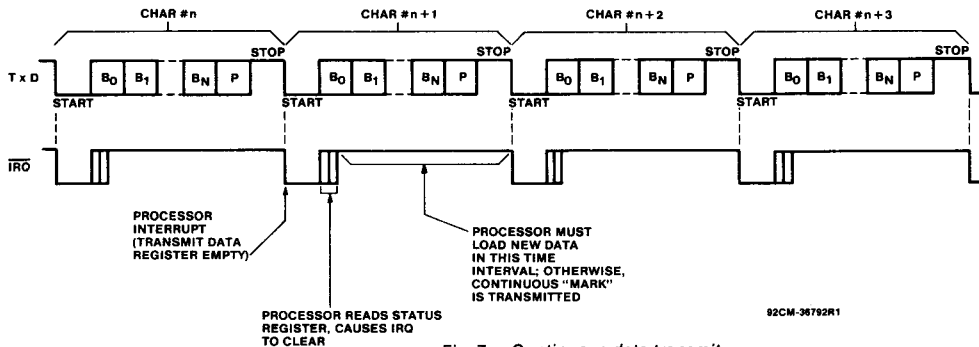 CHAR #n CHAR #n+1 CHAR #n+2 CHAR #n+3
STOP STOP STOP STOP
T x D B0 B1 BN P B0 B1 BN P B0 B1 BN P B0 B1 BN P
START START START START
IRQ
PROCESSOR
INTERRUPT
(TRANSMIT DATA
REGISTER EMPTY)
PROCESSOR MUST
LOAD NEW DATA
IN THIS TIME
INTERVAL; OTHERWISE,
CONTINUOUS "MARK"
IS TRANSMITTED
PROCESSOR READS STATUS
REGISTER, CAUSES IRQ
TO CLEAR
92CM-36792R1